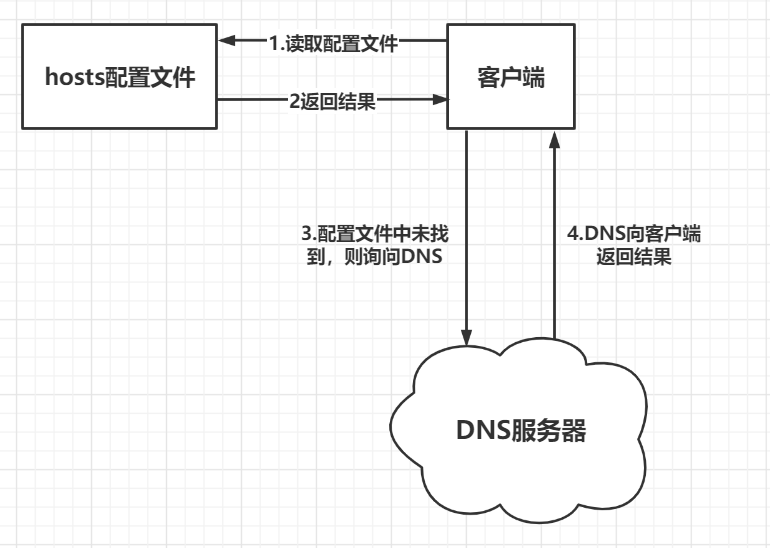 1.读取配置文件
hosts配置文件
客户端
2返回结果
3.配置文件中未找
到，则询问DNS
4.DNS向客户端
返回结果
DNS服务器